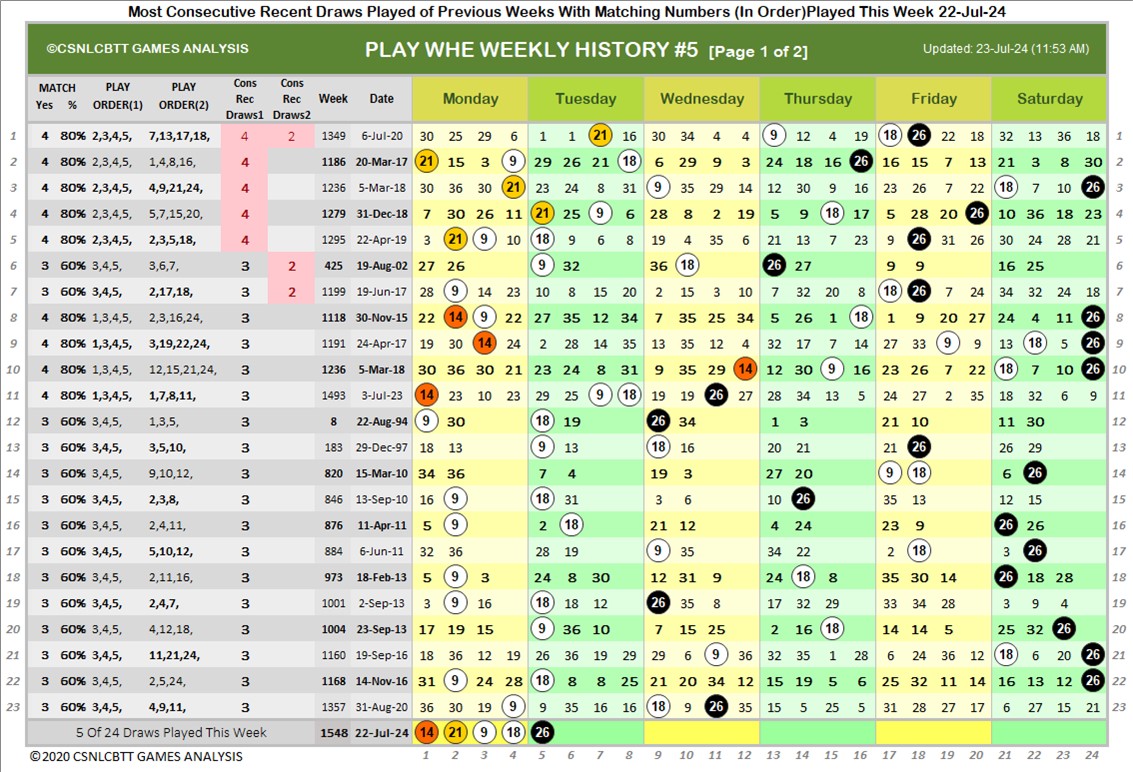 Most Consecutive Recent Draws Played of Previous Weeks With Matching Numbers (In Order)Played This Week 22-Jul-24
©CSNLCBTT GAMES ANALYSIS PLAY WHE WEEKLY HISTORY #5 [Page 1 of 2] Updated: 23-Jul-24 (11:53 AM)
MATCH Yes % PLAY ORDER(1) PLAY ORDER(2) Cons Rec Draws1 Cons Rec Draws2 Week Date Monday Tuesday Wednesday Thursday Friday Saturday
1 4 80% 2,3,4,5, 7,13,17,18, 4 2 1349 6-Jul-20 30 25 29 6 1 1 21 16 30 34 4 4 9 12 4 19 18 26 22 18 32 13 36 18 1
2 4 80% 2,3,4,5, 1,4,8,16, 4 1186 20-Mar-17 21 15 3 9 29 26 21 18 6 29 9 3 24 18 16 26 16 15 7 13 21 3 8 30 2
3 4 80% 2,3,4,5, 4,9,21,24, 4 1236 5-Mar-18 30 36 30 21 23 24 8 31 9 35 29 14 12 30 9 16 23 26 7 22 18 7 10 26 3
4 4 80% 2,3,4,5, 5,7,15,20, 4 1279 31-Dec-18 7 30 26 11 21 25 9 6 28 8 2 19 5 9 18 17 5 28 20 26 10 36 18 23 4
5 4 80% 2,3,4,5, 2,3,5,18, 4 1295 22-Apr-19 3 21 9 10 18 9 6 8 19 4 35 6 21 13 7 23 9 26 31 26 30 24 28 21 5
6 3 60% 3,4,5, 3,6,7, 3 2 425 19-Aug-02 27 26 9 32 36 18 26 27 9 9 16 25 6
7 3 60% 3,4,5, 2,17,18, 3 2 1199 19-Jun-17 28 9 14 23 10 8 15 20 2 15 3 10 7 32 20 8 18 26 7 24 34 32 24 18 7
8 4 80% 1,3,4,5, 2,3,16,24, 3 1118 30-Nov-15 22 14 9 22 27 35 12 34 7 35 25 34 5 26 1 18 1 9 20 27 24 4 11 26 8
9 4 80% 1,3,4,5, 3,19,22,24, 3 1191 24-Apr-17 19 30 14 24 2 28 14 35 13 35 12 4 32 17 7 14 27 33 9 9 13 18 5 26 9
10 4 80% 1,3,4,5, 12,15,21,24, 3 1236 5-Mar-18 30 36 30 21 23 24 8 31 9 35 29 14 12 30 9 16 23 26 7 22 18 7 10 26 10
11 4 80% 1,3,4,5, 1,7,8,11, 3 1493 3-Jul-23 14 23 10 23 29 25 9 18 19 19 26 27 28 34 13 5 24 27 2 35 18 32 6 9 11
12 3 60% 3,4,5, 1,3,5, 3 8 22-Aug-94 9 30 18 19 26 34 1 3 21 10 11 30 12
13 3 60% 3,4,5, 3,5,10, 3 183 29-Dec-97 18 13 9 13 18 16 20 21 21 26 26 29 13
14 3 60% 3,4,5, 9,10,12, 3 820 15-Mar-10 34 36 7 4 19 3 27 20 9 18 6 26 14
15 3 60% 3,4,5, 2,3,8, 3 846 13-Sep-10 16 9 18 31 3 6 10 26 35 13 12 15 15
16 3 60% 3,4,5, 2,4,11, 3 876 11-Apr-11 5 9 2 18 21 12 4 24 23 9 26 26 16
17 3 60% 3,4,5, 5,10,12, 3 884 6-Jun-11 32 36 28 19 9 35 34 22 2 18 3 26 17
18 3 60% 3,4,5, 2,11,16, 3 973 18-Feb-13 5 9 3 24 8 30 12 31 9 24 18 8 35 30 14 26 18 28 18
19 3 60% 3,4,5, 2,4,7, 3 1001 2-Sep-13 3 9 16 18 18 12 26 35 8 17 32 29 33 34 28 3 9 4 19
20 3 60% 3,4,5, 4,12,18, 3 1004 23-Sep-13 17 19 15 9 36 10 7 15 25 2 16 18 14 14 5 25 32 26 20
21 3 60% 3,4,5, 11,21,24, 3 1160 19-Sep-16 18 36 12 19 26 36 19 29 29 6 9 36 32 35 1 28 6 24 36 12 18 6 20 26 21
22 3 60% 3,4,5, 2,5,24, 3 1168 14-Nov-16 31 9 24 28 18 8 8 25 21 20 34 12 15 19 5 6 25 32 11 14 16 13 12 26 22
23 3 60% 3,4,5, 4,9,11, 3 1357 31-Aug-20 36 30 19 9 9 35 16 16 18 9 26 35 15 5 25 5 31 28 27 17 6 27 15 21 23
5 Of 24 Draws Played This Week 1548 22-Jul-24 14 21 9 18 26
©2020 CSNLCBTT GAMES ANALYSIS 1 2 3 4 5 6 7 8 9 10 11 12 13 14 15 16 17 18 19 20 21 22 23 24